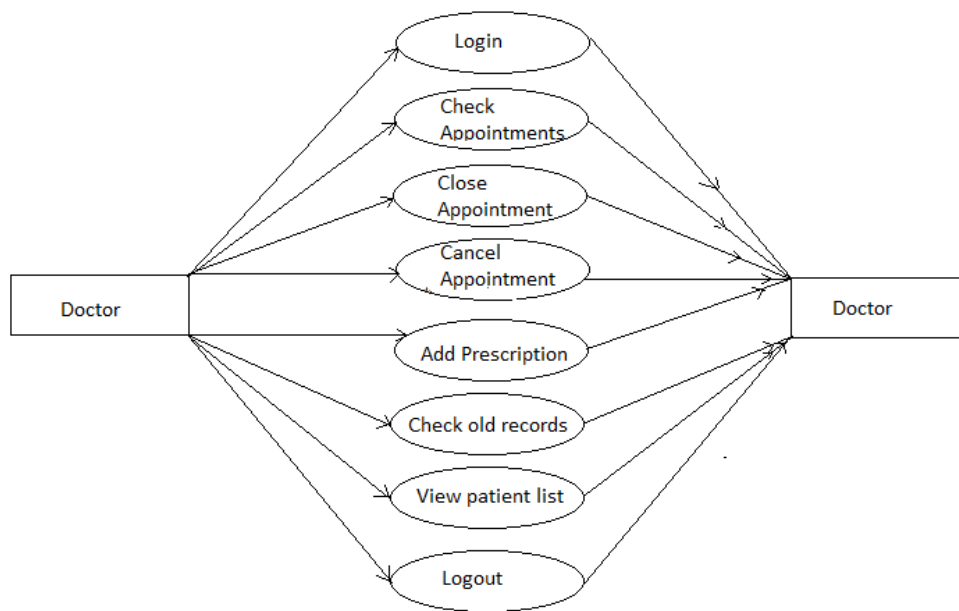 Login
Check
Appointments
Close
Appointment
Cancel
Appointment
Doctor
Doctor
Add Prescription
Check old records
View patient list
Logout